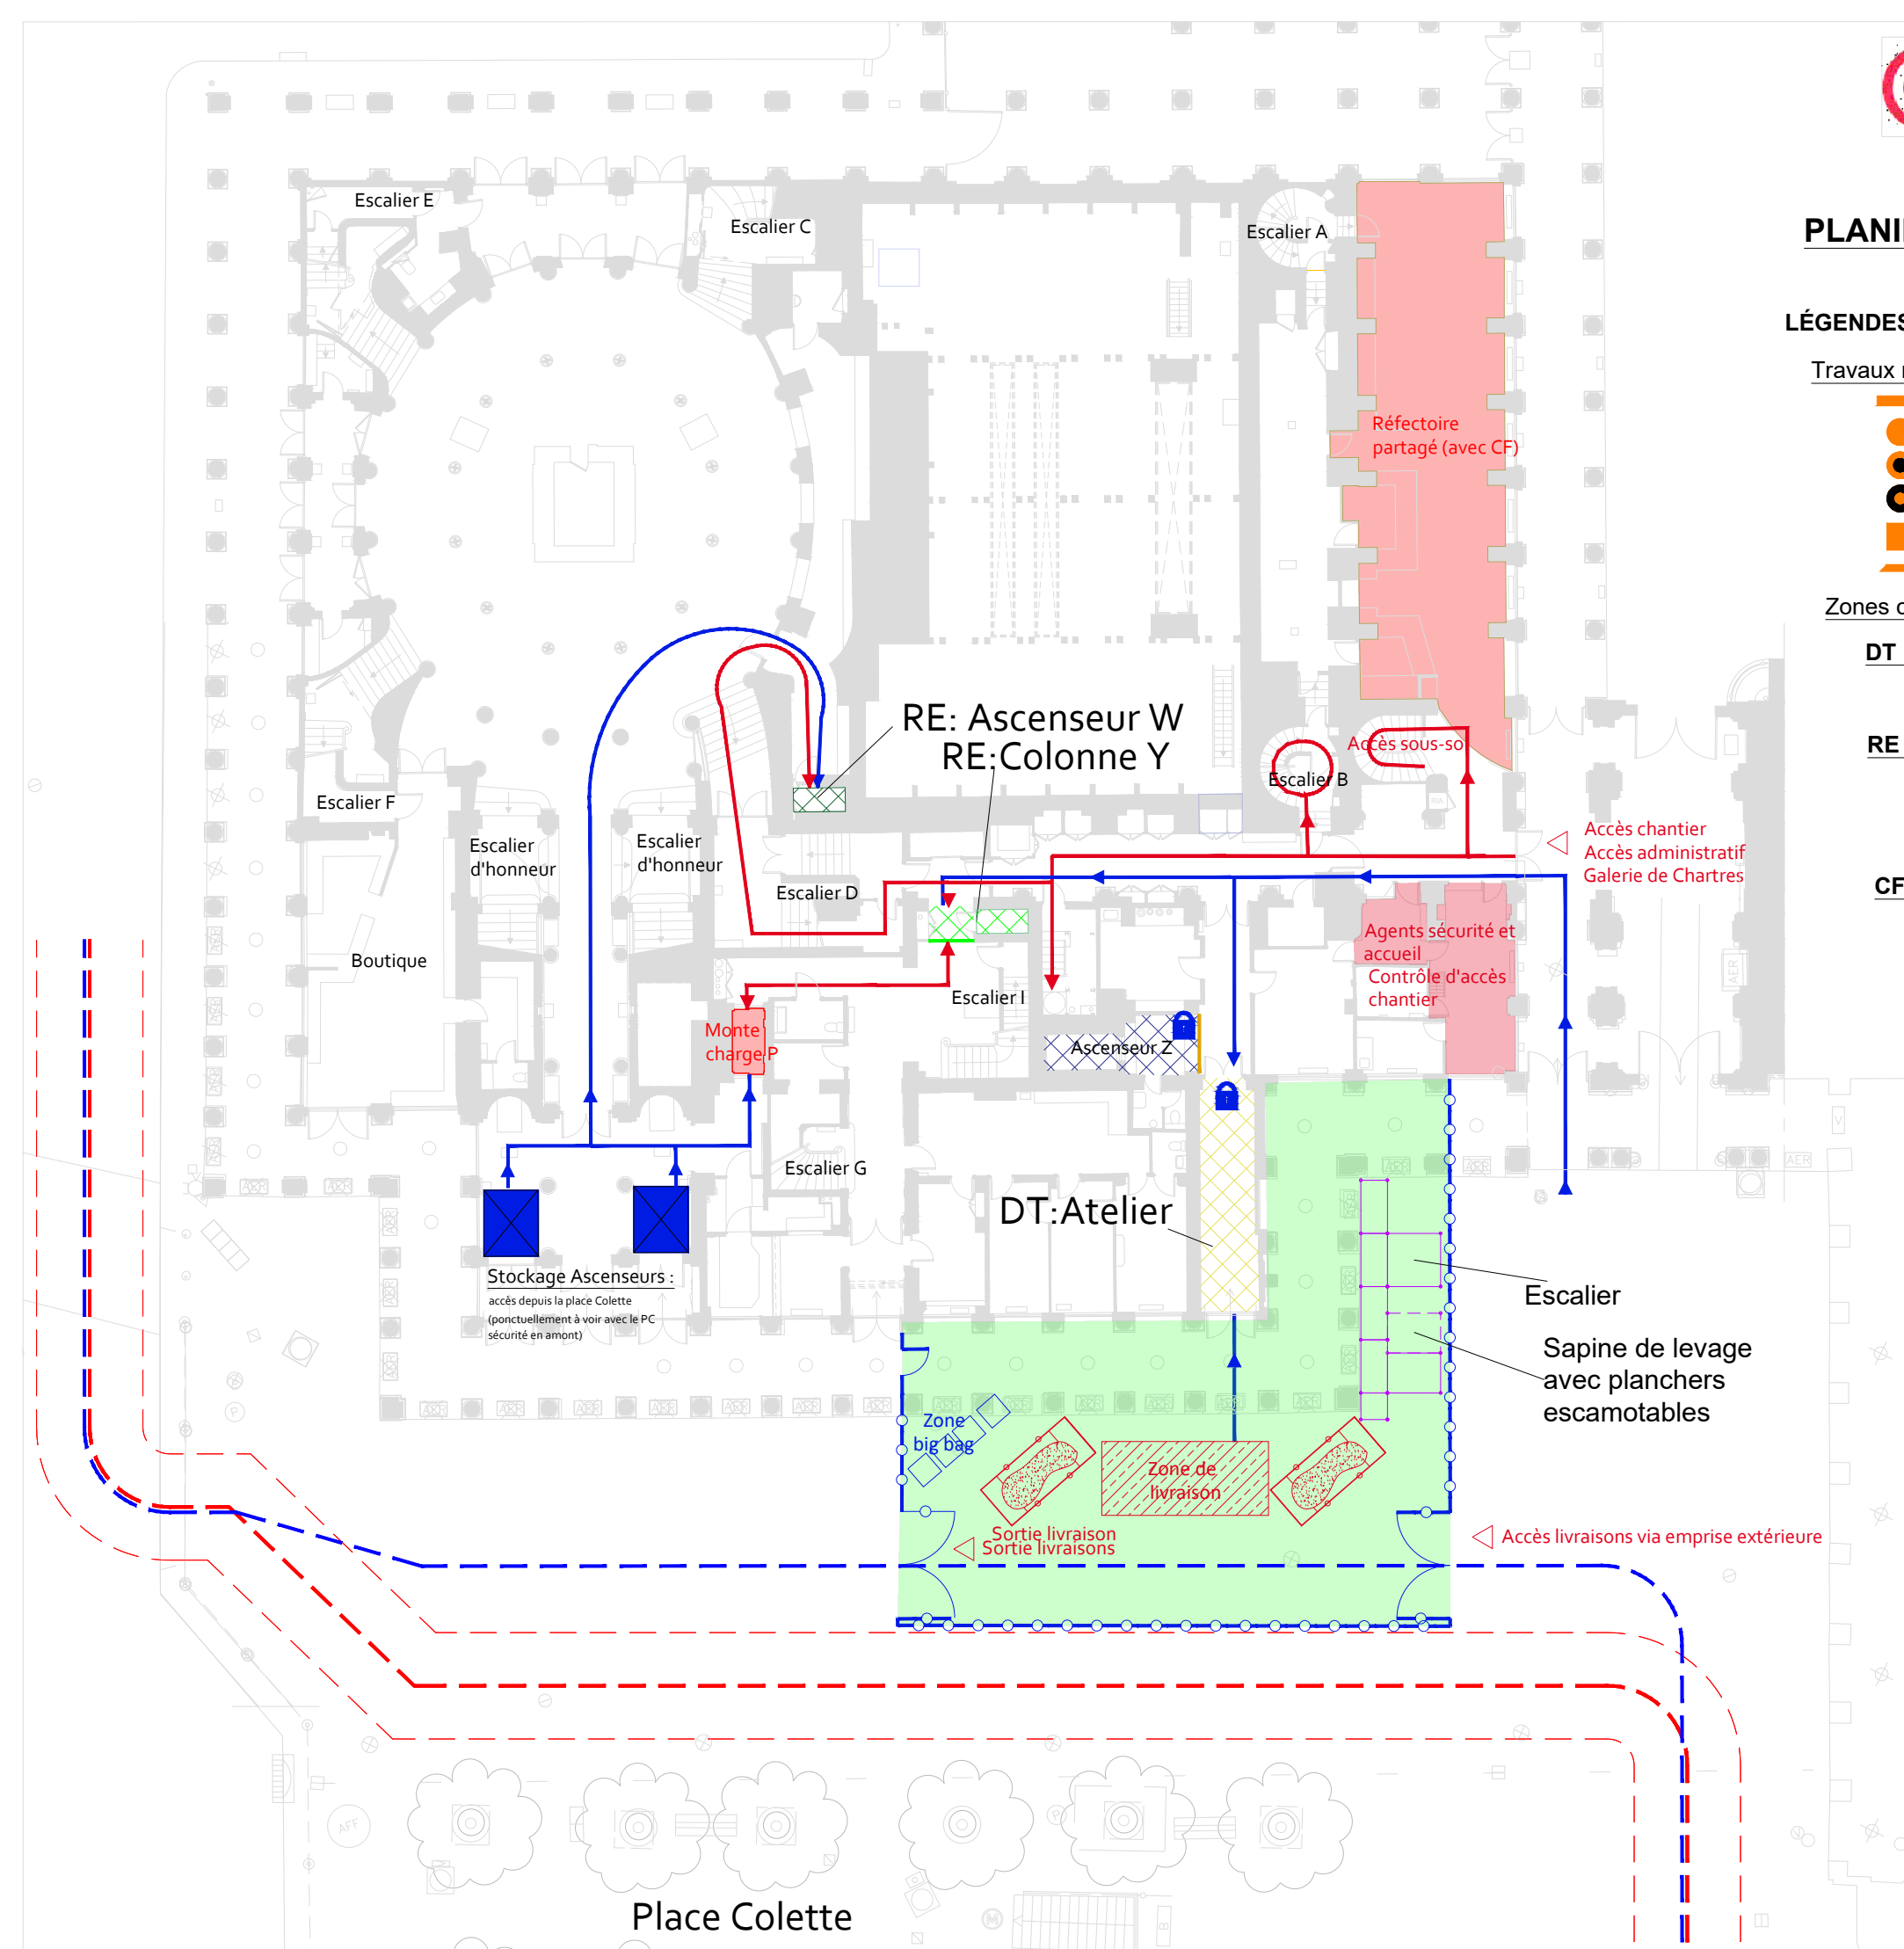 Escalier E
Escalier C
Escalier A
LÉGENDES
Travaux
Réfectoire
partagé (avec CF)
Zones
DT
RE: Ascenseur W
RE:Colonne Y
RE
Accès sous-so
Escalier B
Escalier F
Escalier
d'honneur
Escalier
d'honneur
Accès chantier
Accès administratif
Galerie de Chartres
RIA
CF
Escalier D
Agents sécurité et
accueil
Contrôle d'accès
chantier
Boutique
AER
Escalier I
Monte
charge P
Ascenseur Z
Escalier G
AER
DT:Atelier
Stockage Ascenseurs :
accès depuis la place Colette
(ponctuellement à voir avec le PC
sécurité en amont)
Escalier
Sapine de levage
avec planchers
escamotables
Zone
big bag
Zone de
livraison
Sortie livraison
Sortie livraisons
Accès livraisons via emprise extérieure
AFF
P
Place Colette
M
B